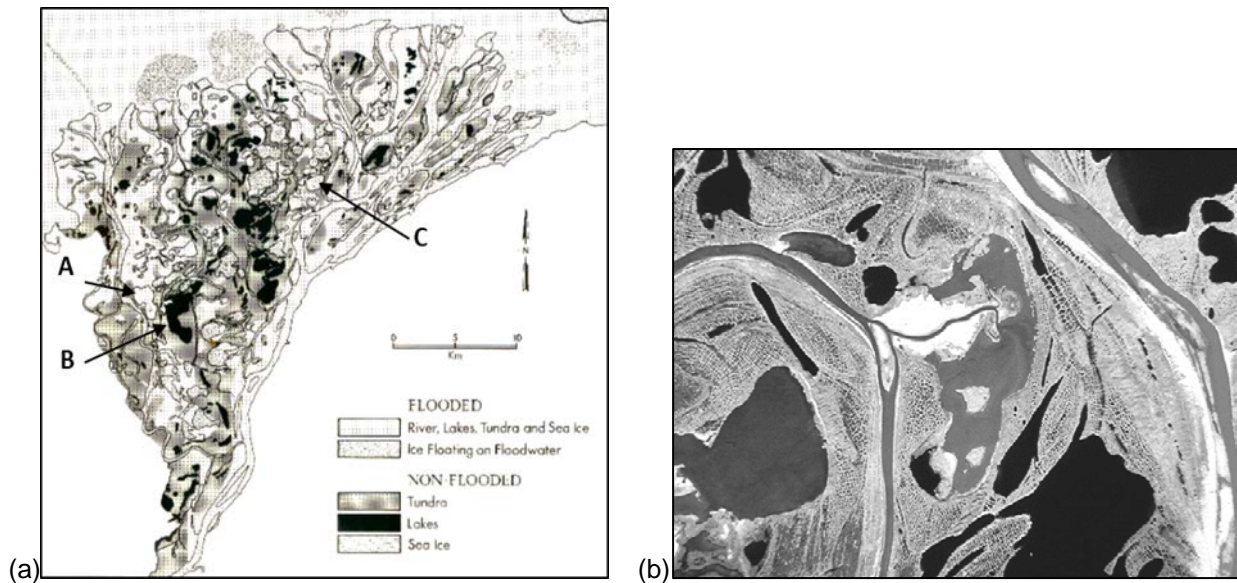 A
B
C
N
0 5 10
Km
FLOODED
River, Lakes, Tundra and Sea Ice
Ice Floating on Floodwater
NON-FLOODED
Tundra
Lakes
Sea Ice
(a)
(b)